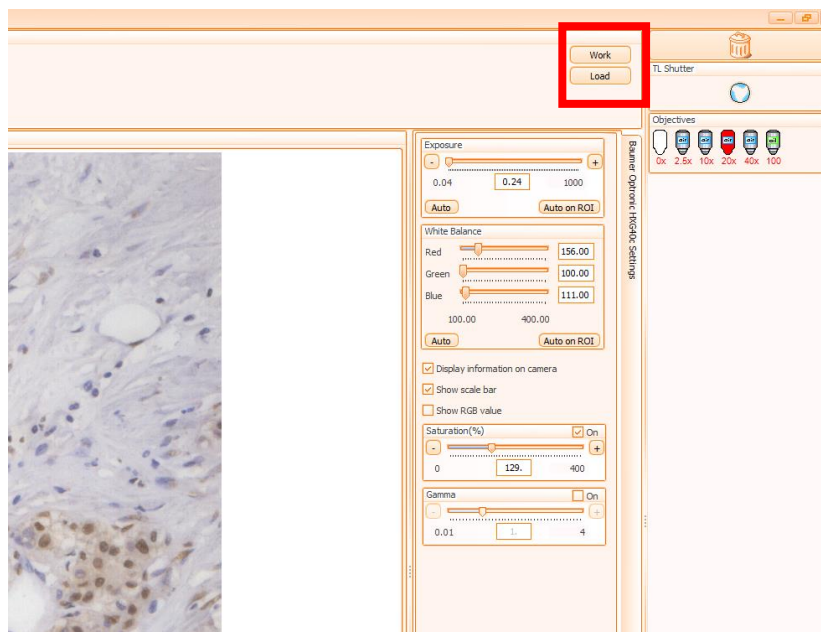 Work
Load
TL Shutter
Objectives
0x 2.5x 10x 20x 40x 100
Baumer Optronic HXG40c Settings
Exposure
- +
0.04 0.24 1000
Auto Auto on ROI
White Balance
Red 156.00
Green 100.00
Blue 111.00
100.00 400.00
Auto Auto on ROI
Display information on camera
Show scale bar
Show RGB value
Saturation(%) On
- +
0 129. 400
Gamma On
- +
0.01 1. 4